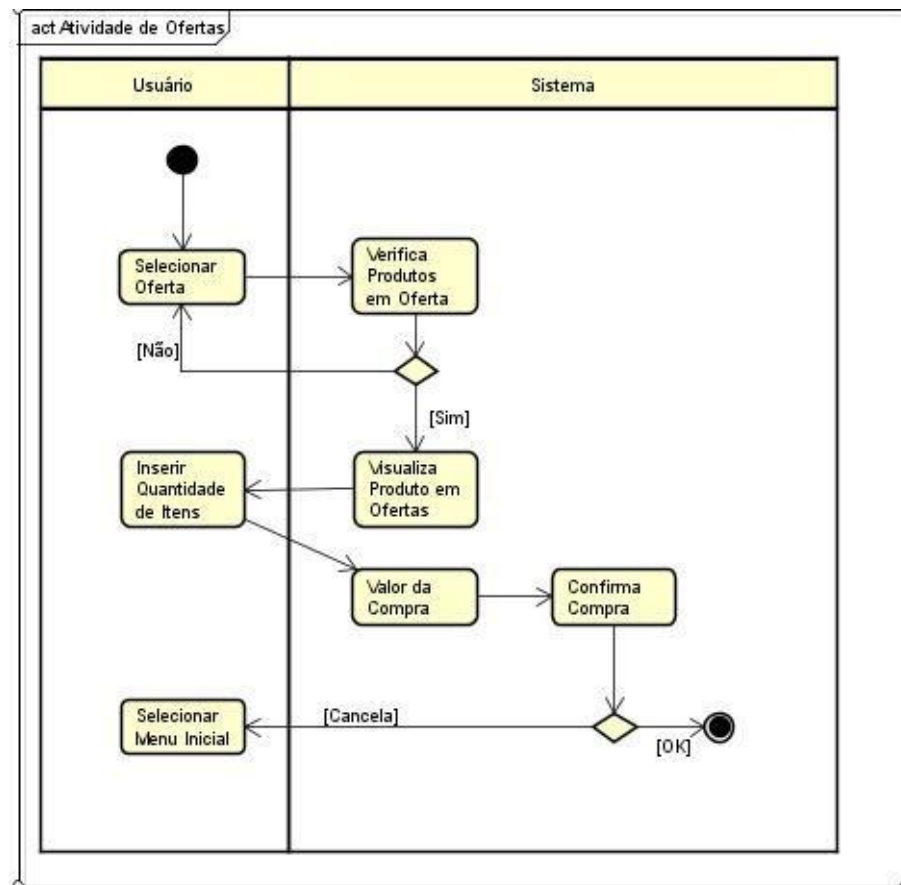 act Atividade de Ofertas
Usuário
Sistema
Selecionar
Oferta
Verifica
Produtos
em Oferta
[Não]
[Sim]
Inserir
Quantidade
de Itens
Visualiza
Produto em
Ofertas
Valor da
Compra
Confirma
Compra
Selecionar
Menu Inicial
[Cancela]
[OK]